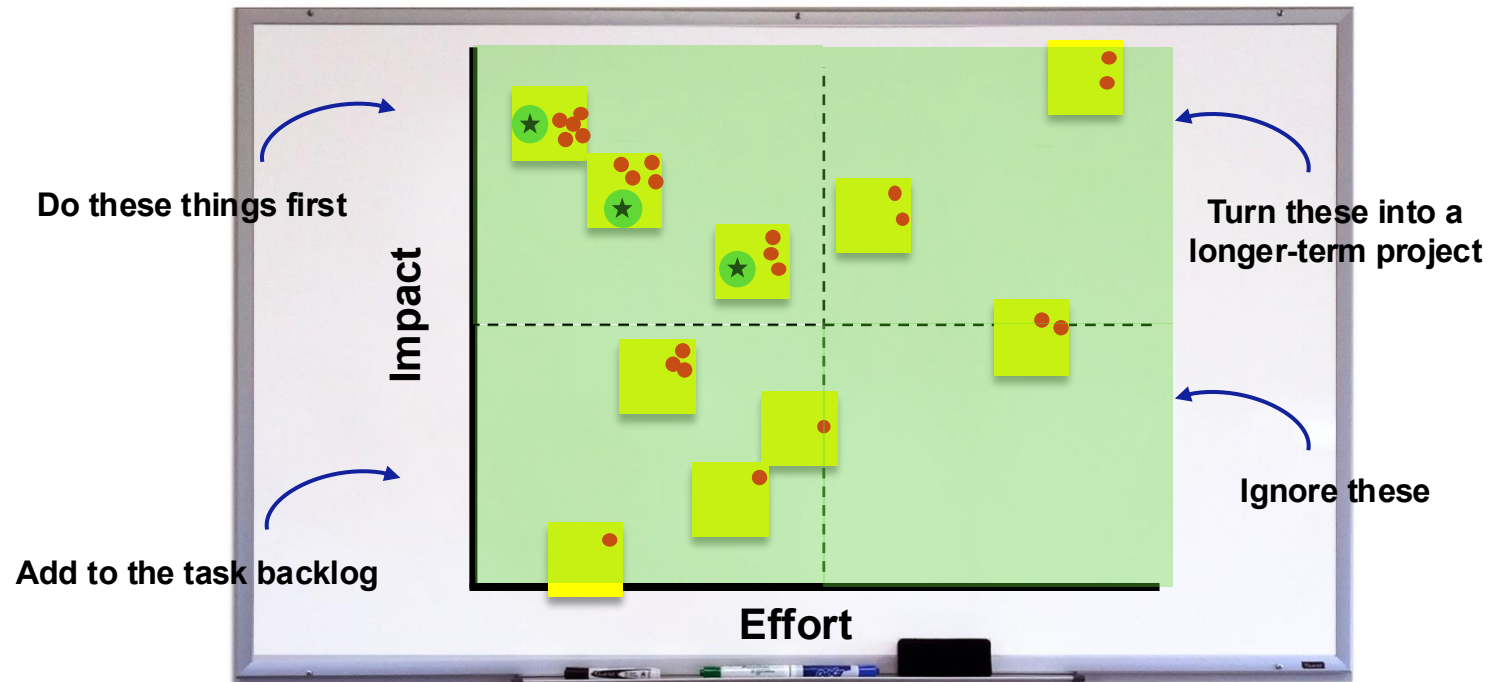 Do these things first
Turn these into a
longer-term project
Impact
Ignore these
Add to the task backlog
Effort